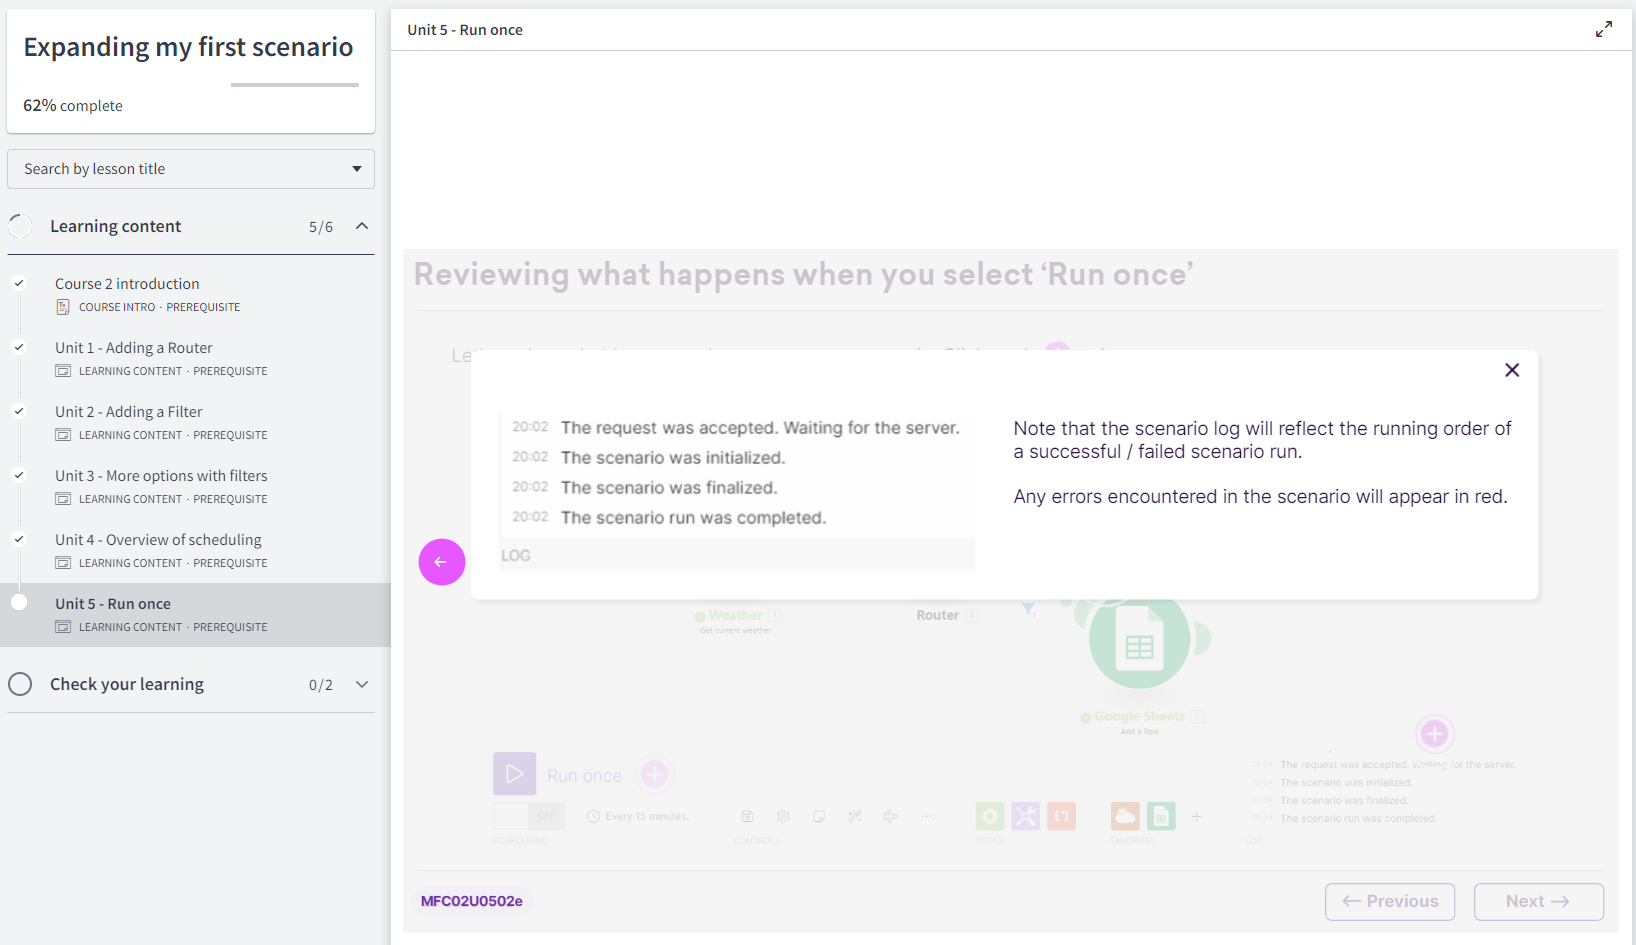 Expanding my first scenario
62% complete
Search by lesson title
Learning content
5/6
Course 2 introduction
COURSE INTRO · PREREQUISITE
Unit 1 - Adding a Router
LEARNING CONTENT · PREREQUISITE
Unit 2 - Adding a Filter
LEARNING CONTENT · PREREQUISITE
Unit 3 - More options with filters
LEARNING CONTENT · PREREQUISITE
Unit 4 - Overview of scheduling
LEARNING CONTENT · PREREQUISITE
Unit 5 - Run once
LEARNING CONTENT · PREREQUISITE
Check your learning
0/2
Unit 5 - Run once
Reviewing what happens when you select ‘Run once’
20:02 The request was accepted. Waiting for the server.
20:02 The scenario was initialized.
20:02 The scenario was finalized.
20:02 The scenario run was completed.
LOG
Note that the scenario log will reflect the running order of
a successful / failed scenario run.
Any errors encountered in the scenario will appear in red.
Weather 1
Get current weather
Router 4
Google Sheets
Add a Row
Run once
OFF
Every 15 minutes.
SCHEDULING
CONTROLS
TOOLS
FAVORITES
The request was accepted. Waiting for the server.
The scenario was initialized.
The scenario was finalized.
The scenario run was completed.
LOG
MFC02U0502e
← Previous
Next →